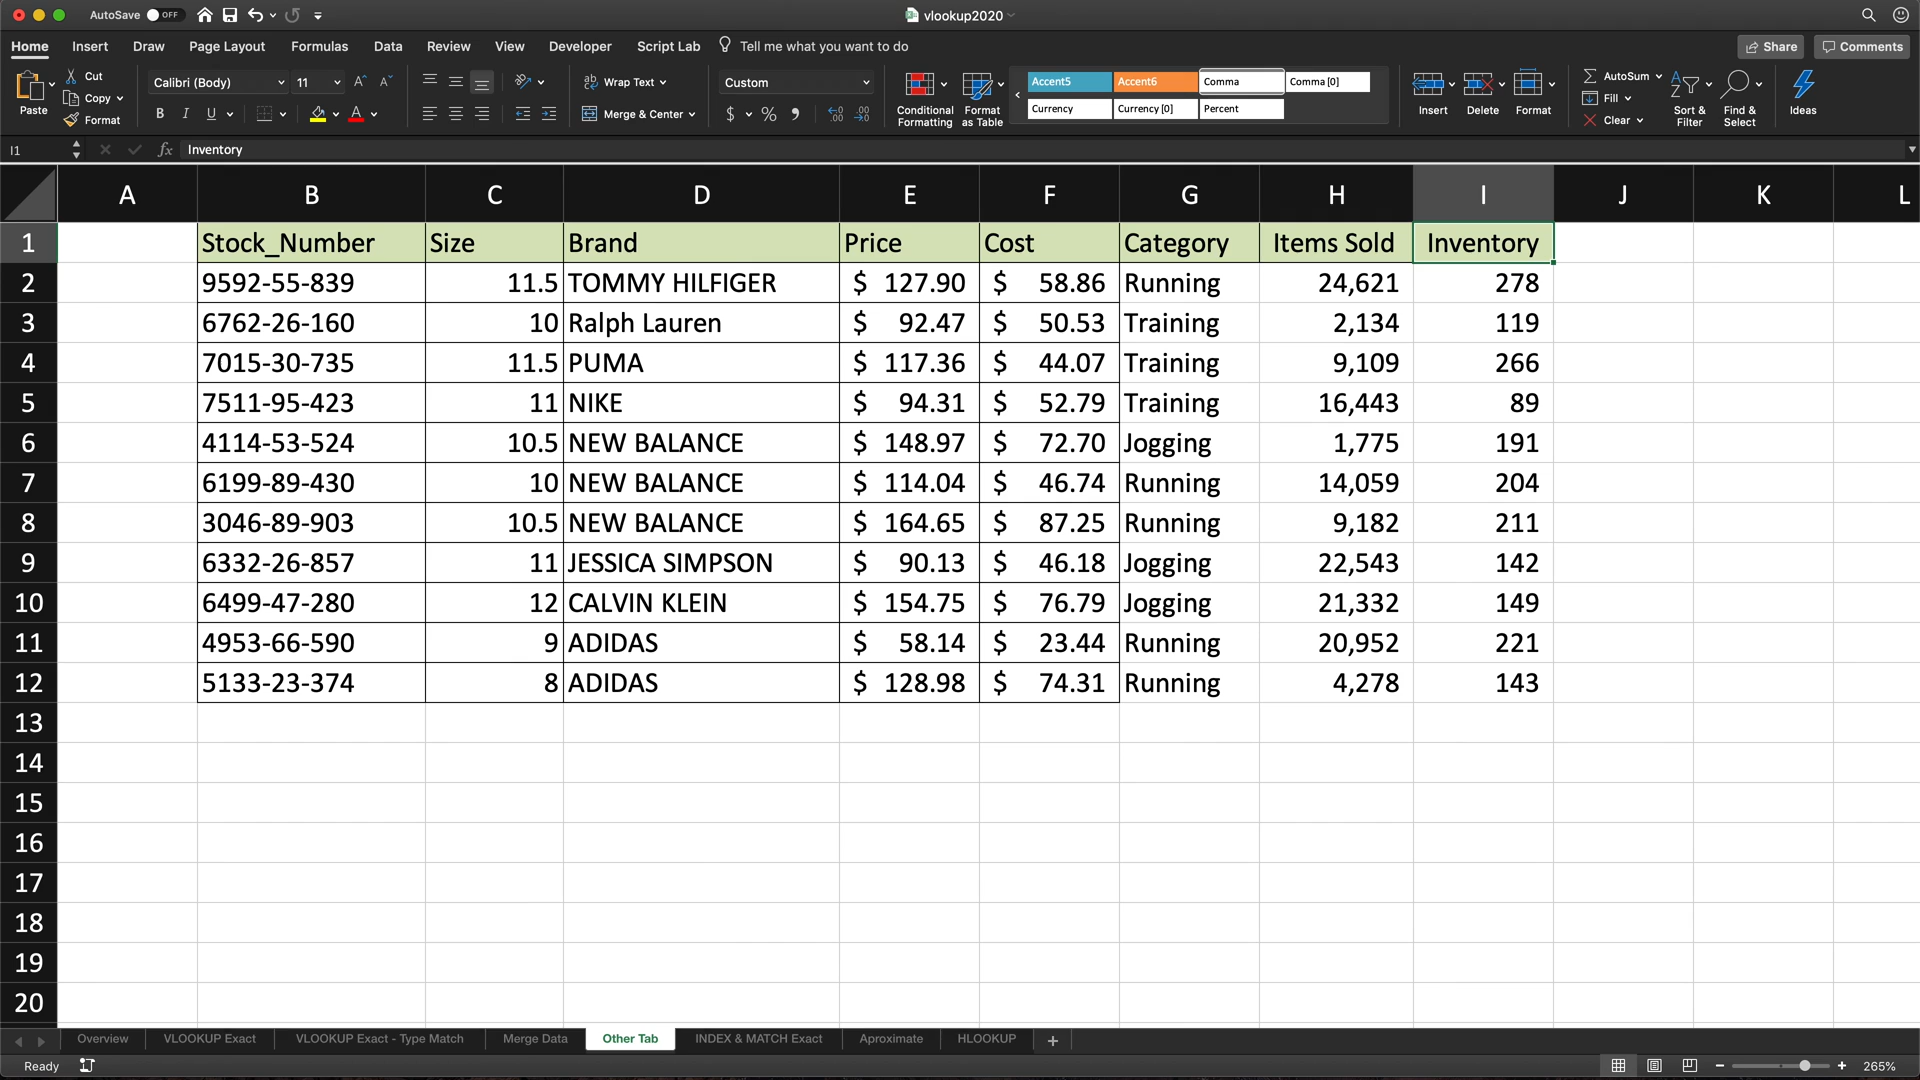 AutoSave OFF vlookup2020
Home Insert Draw Page Layout Formulas Data Review View Developer Script Lab Tell me what you want to do Share Comments
Paste Cut Copy Format
Calibri (Body) 11 A^ A˅
B I U A
Wrap Text
Merge & Center
Custom
$ % 9 .00 .00
Conditional Formatting
Format as Table
Accent5 Accent6 Comma Comma [0]
Currency Currency [0] Percent
Insert Delete Format
AutoSum
Fill
Clear
Sort & Filter
Find & Select
Ideas
I1 fx Inventory
A B C D E F G H I J K L
1 Stock_Number Size Brand Price Cost Category Items Sold Inventory
2 9592-55-839 11.5 TOMMY HILFIGER $ 127.90 $ 58.86 Running 24,621 278
3 6762-26-160 10 Ralph Lauren $ 92.47 $ 50.53 Training 2,134 119
4 7015-30-735 11.5 PUMA $ 117.36 $ 44.07 Training 9,109 266
5 7511-95-423 11 NIKE $ 94.31 $ 52.79 Training 16,443 89
6 4114-53-524 10.5 NEW BALANCE $ 148.97 $ 72.70 Jogging 1,775 191
7 6199-89-430 10 NEW BALANCE $ 114.04 $ 46.74 Running 14,059 204
8 3046-89-903 10.5 NEW BALANCE $ 164.65 $ 87.25 Running 9,182 211
9 6332-26-857 11 JESSICA SIMPSON $ 90.13 $ 46.18 Jogging 22,543 142
10 6499-47-280 12 CALVIN KLEIN $ 154.75 $ 76.79 Jogging 21,332 149
11 4953-66-590 9 ADIDAS $ 58.14 $ 23.44 Running 20,952 221
12 5133-23-374 8 ADIDAS $ 128.98 $ 74.31 Running 4,278 143
13
14
15
16
17
18
19
20
Overview VLOOKUP Exact VLOOKUP Exact - Type Match Merge Data Other Tab INDEX & MATCH Exact Aproximate HLOOKUP +
Ready 265%